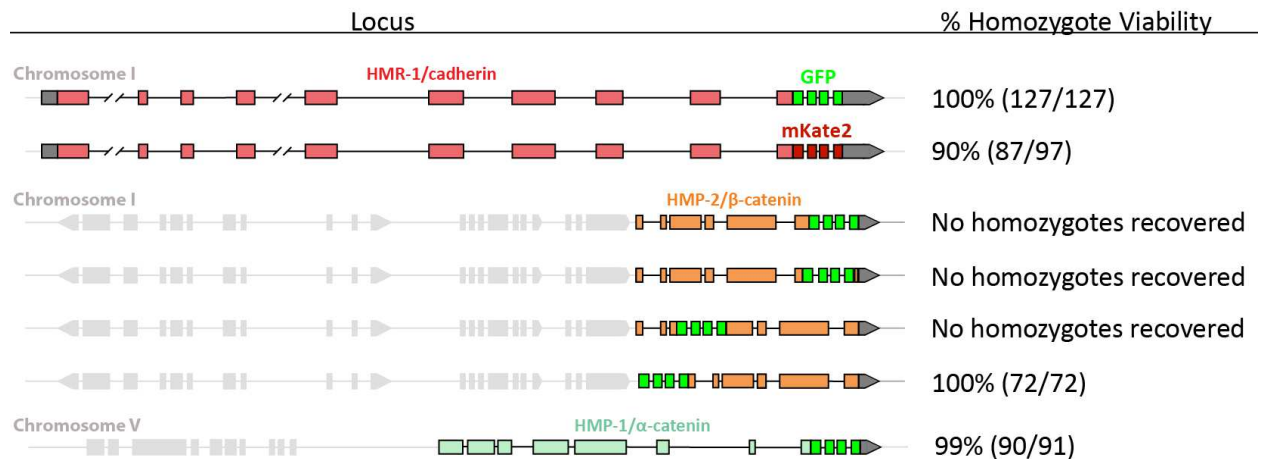 Locus % Homozygote Viability
Chromosome I HMR-1/cadherin GFP
100% (127/127)
mKate2
90% (87/97)
Chromosome I HMP-2/β-catenin
No homozygotes recovered
No homozygotes recovered
No homozygotes recovered
100% (72/72)
Chromosome V HMP-1/α-catenin
99% (90/91)